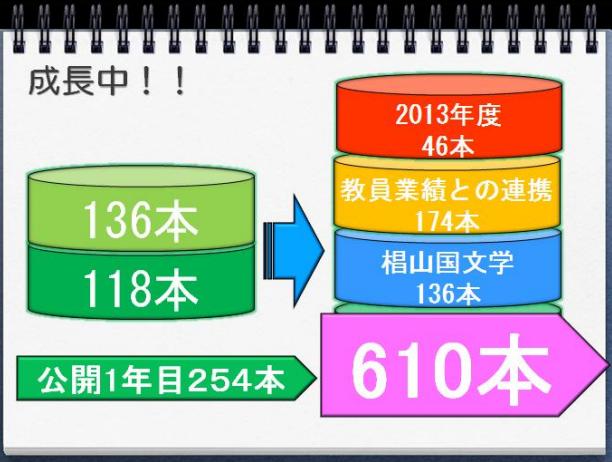 成長中！！
136本
118本
公開1年目254本
2013年度
46本
教員業績との連携
174本
椙山国文学
136本
610本